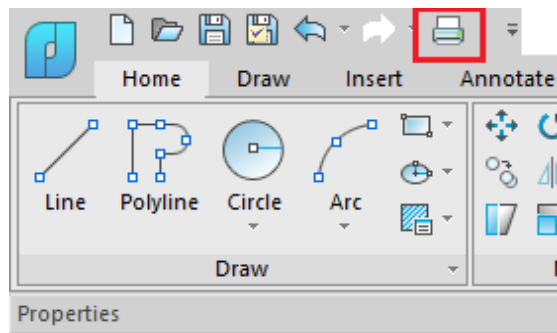 Home Draw Insert Annotate
Line Polyline Circle Arc
Draw
Properties